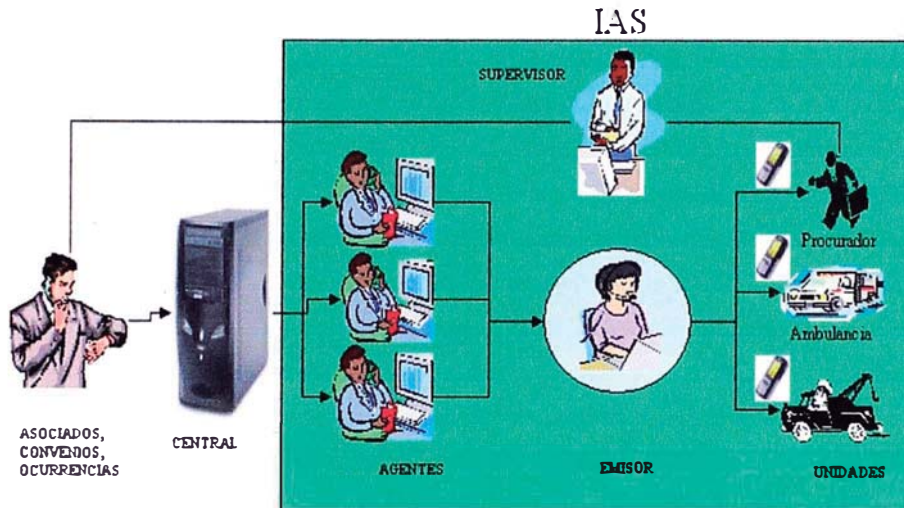 IAS
SUPERVISOR
Procurador
Ambulancia
ASOCIADOS,
CONVENIOS,
OCURRENCIAS
CENTRAL
AGENTES
EMISOR
UNIDADES